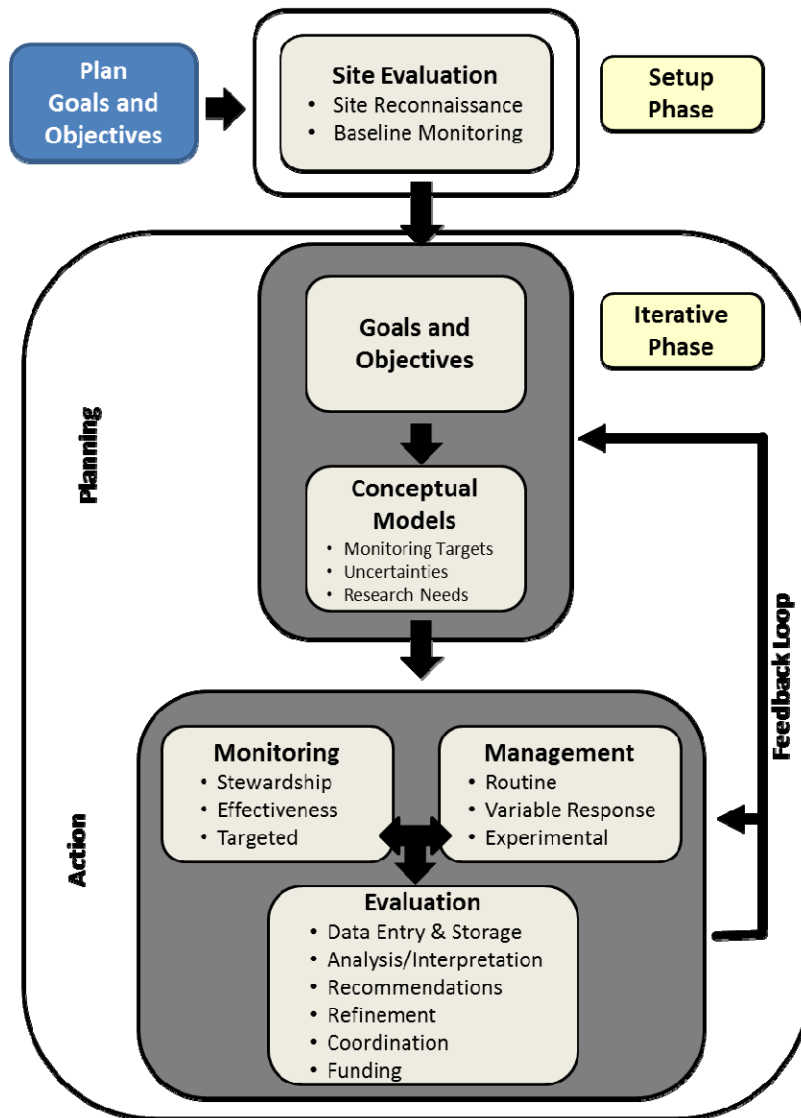 Plan
Goals and
Objectives
Site Evaluation
• Site Reconnaissance
• Baseline Monitoring
Setup
Phase
Goals and
Objectives
Iterative
Phase
Planning
Conceptual
Models
• Monitoring Targets
• Uncertainties
• Research Needs
Feedback Loop
Action
Monitoring
• Stewardship
• Effectiveness
• Targeted
Management
• Routine
• Variable Response
• Experimental
Evaluation
• Data Entry & Storage
• Analysis/Interpretation
• Recommendations
• Refinement
• Coordination
• Funding